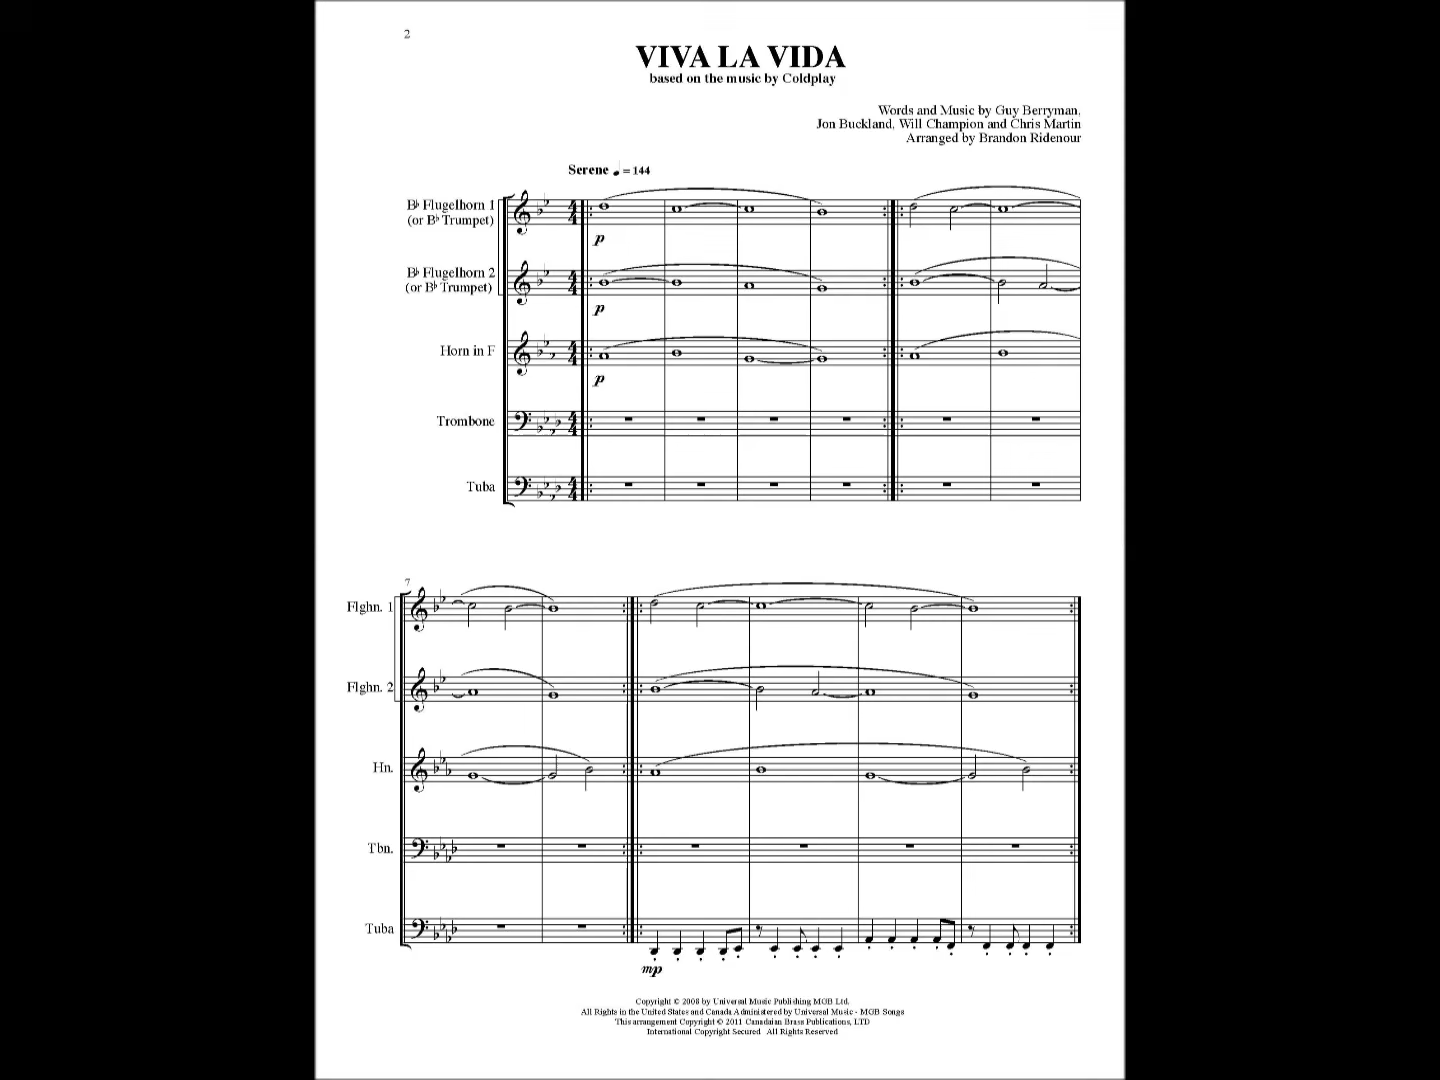 2
VIVA LA VIDA
based on the music by Coldplay
Words and Music by Guy Berryman,
Jon Buckland, Will Champion and Chris Martin
Arranged by Brandon Ridenour
Serene ♩ = 144
B♭ Flugelhorn 1
(or B♭ Trumpet)
p
B♭ Flugelhorn 2
(or B♭ Trumpet)
p
Horn in F
p
Trombone
Tuba
7
Flghn. 1
Flghn. 2
Hn.
Tbn.
Tuba
mp
Copyright © 2008 by Universal Music Publishing MGB Ltd.
All Rights in the United States and Canada Administered by Universal Music - MGB Songs
This arrangement Copyright © 2011 Canadaian Brass Publications, LTD
International Copyright Secured All Rights Reserved